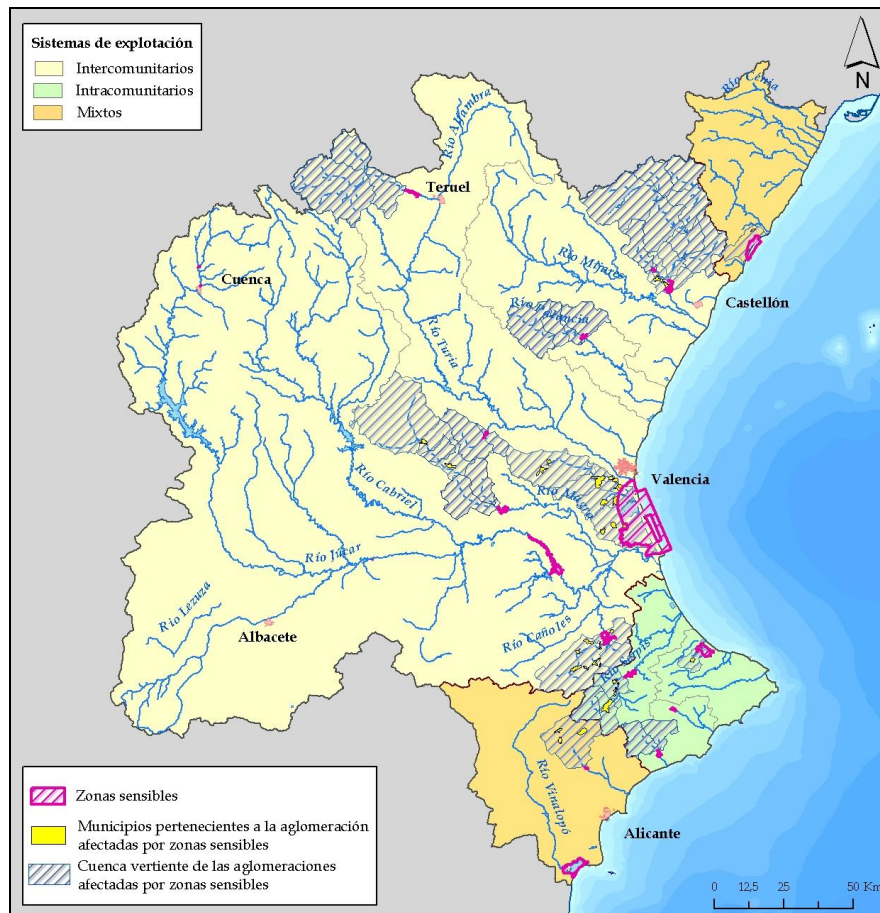 Sistemas de explotación
Intercomunitarios
Intracomunitarios
Mixtos
N
Río Cenia
Río Alfambra
Teruel
Cuenca
Río Mijares
Castellón
Río Palancia
Río Turia
Valencia
Río Magro
Río Cabriel
Río Júcar
Río Lezuza
Albacete
Río Cañoles
Río Serpis
Río Vinalopó
Alicante
Zonas sensibles
Municipios pertenecientes a la aglomeración
afectadas por zonas sensibles
Cuenca vertiente de las aglomeraciones
afectadas por zonas sensibles
0 12,5 25 50 Km